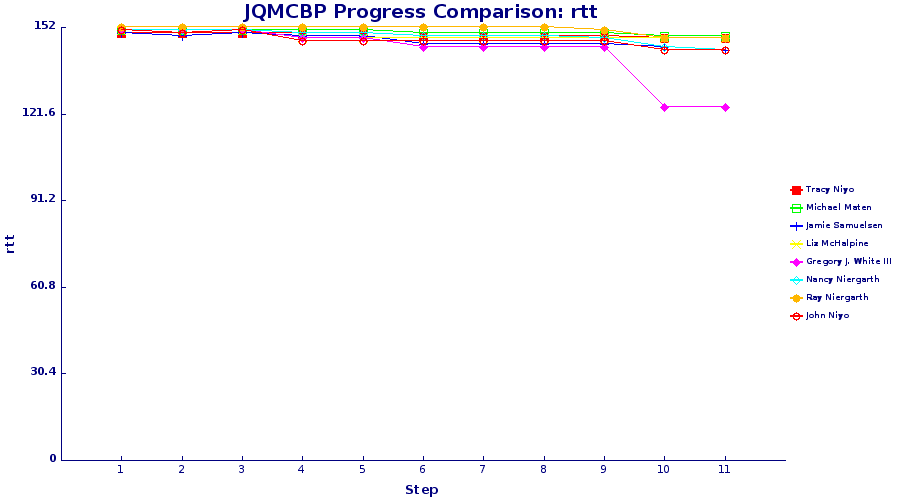 JQMCBP Progress Comparison: rtt
152
121.6
91.2
60.8
30.4
0
rtt
1 2 3 4 5 6 7 8 9 10 11
Step
Tracy Niyo
Michael Maten
Jamie Samuelsen
Liz McHalpine
Gregory J. White III
Nancy Niergarth
Ray Niergarth
John Niyo